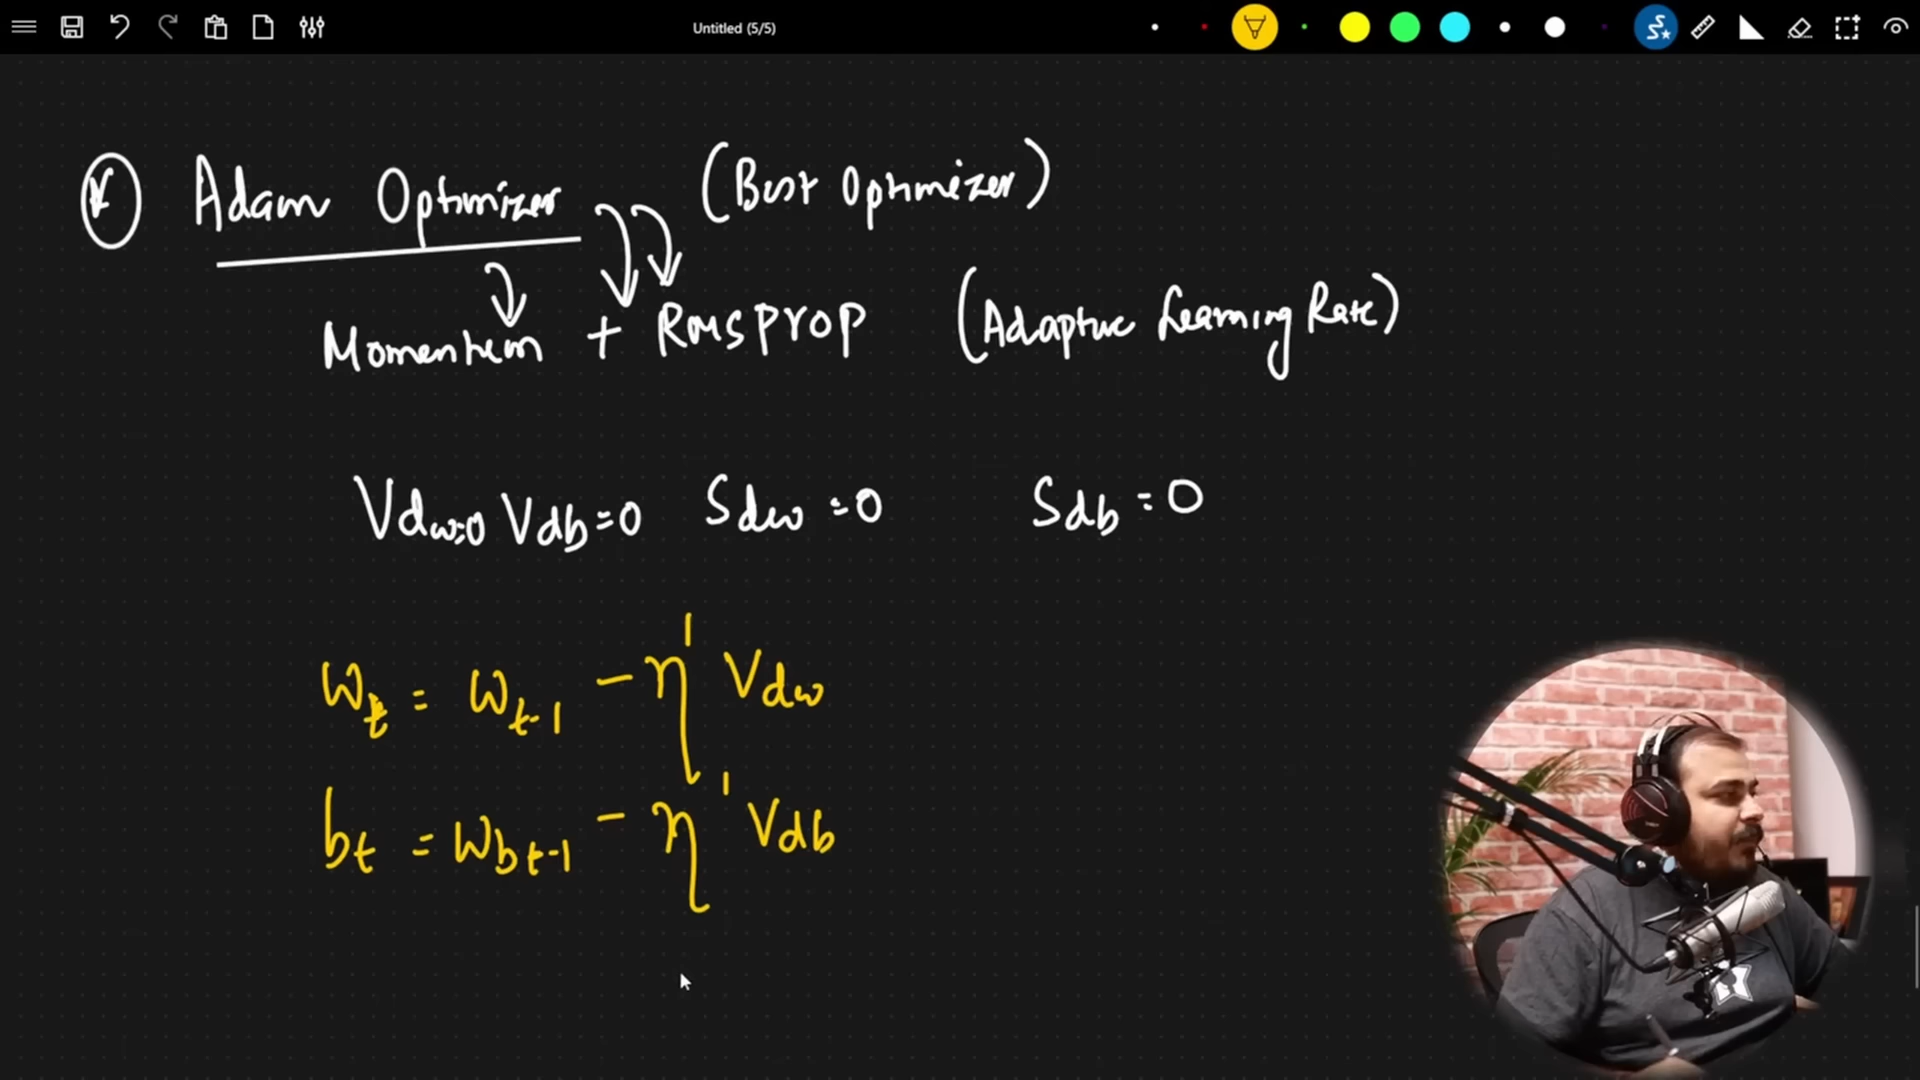 Untitled (5/5)
Adam Optimizer (Best Optimizer)
Momentum + RMSPROP (Adaptive Learning Rate)
Vdw=0 Vdb=0 Sdw=0 Sdb=0
Wt = Wt-1 - η' Vdw
bt = Wbt-1 - η' Vdb